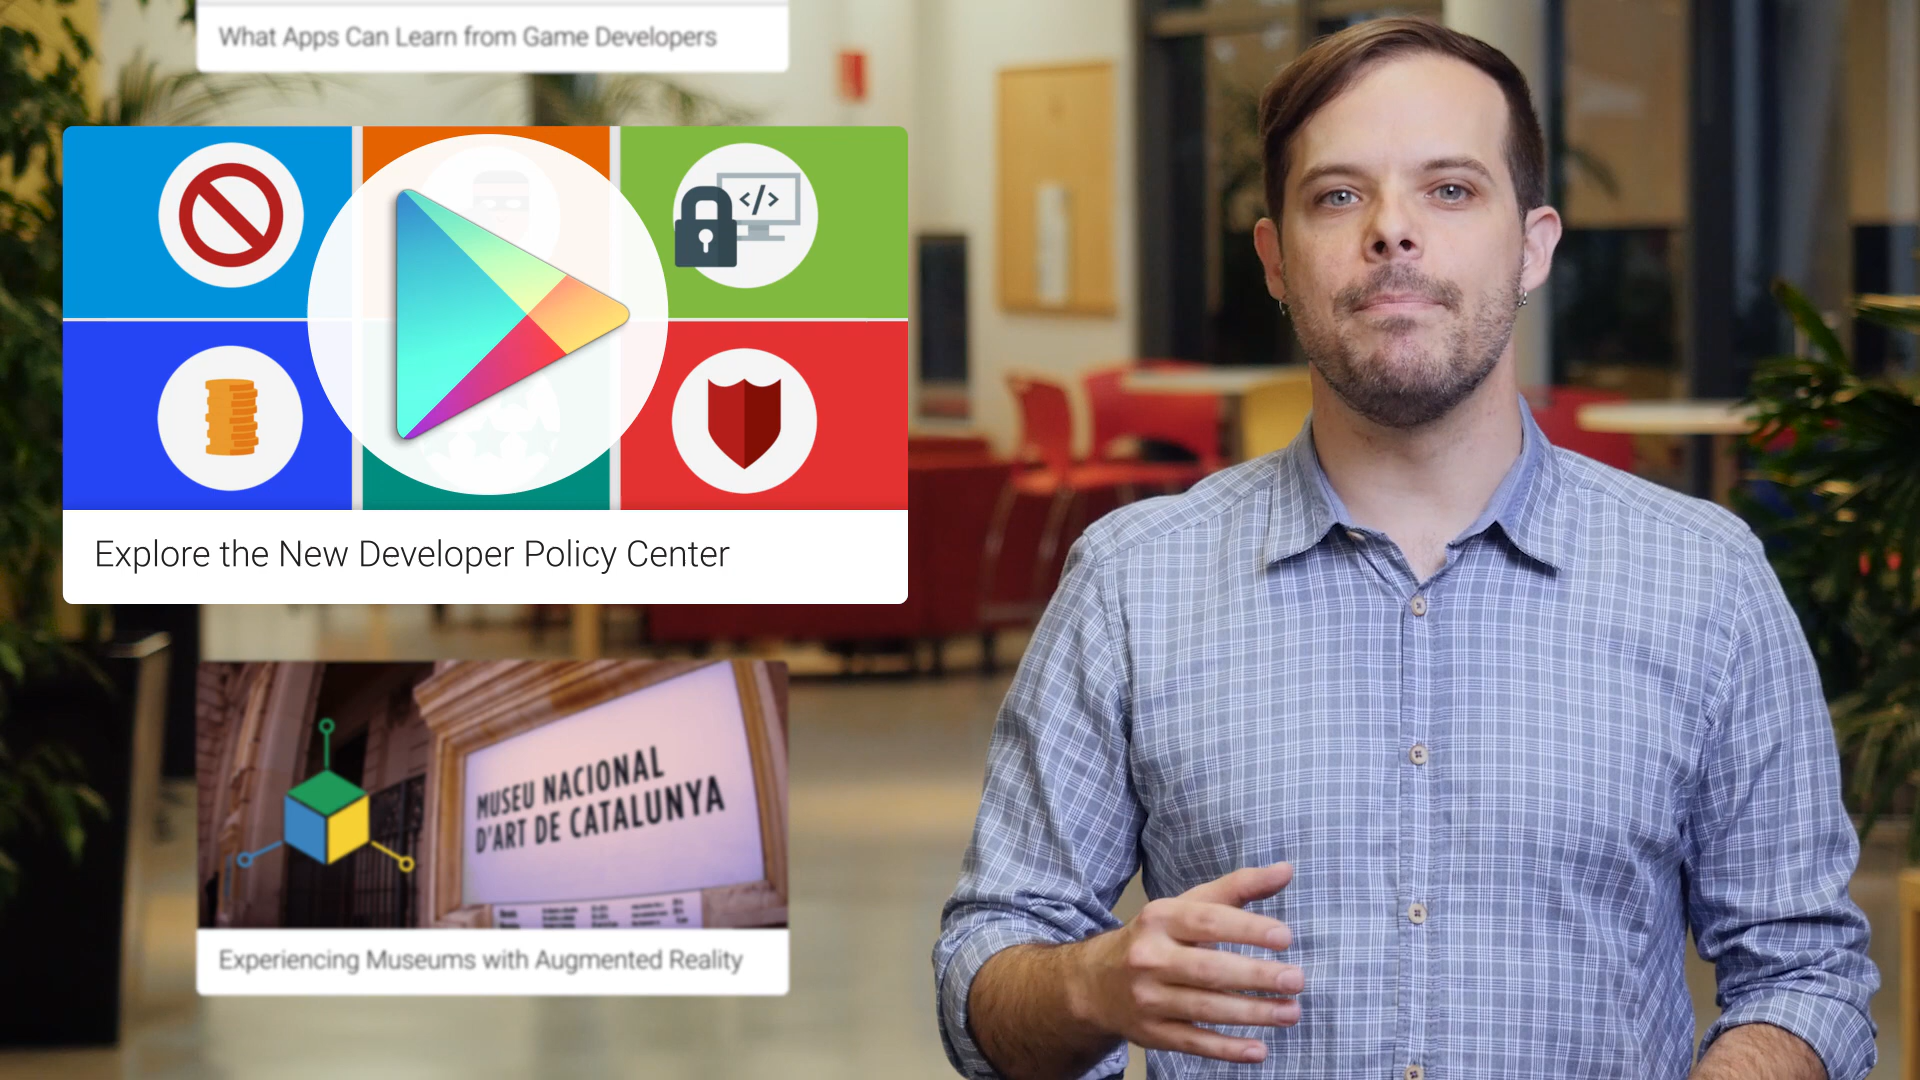 What Apps Can Learn from Game Developers
</>
Explore the New Developer Policy Center
MUSEU NACIONAL
D'ART DE CATALUNYA
Experiencing Museums with Augmented Reality